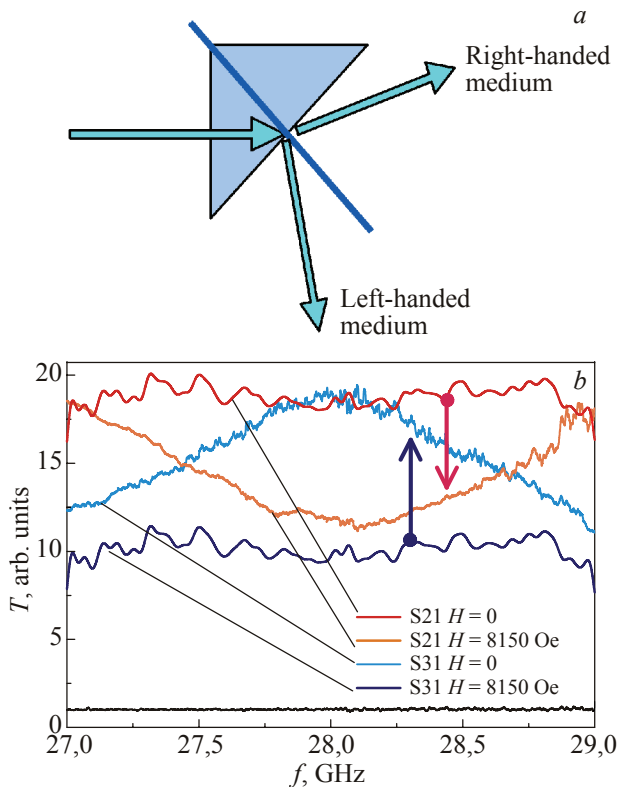 a
Right-handed
medium
Left-handed
medium
b
20
15
10
5
0
T, arb. units
S21 H = 0
S21 H = 8150 Oe
S31 H = 0
S31 H = 8150 Oe
27,0 27,5 28,0 28,5 29,0
f, GHz